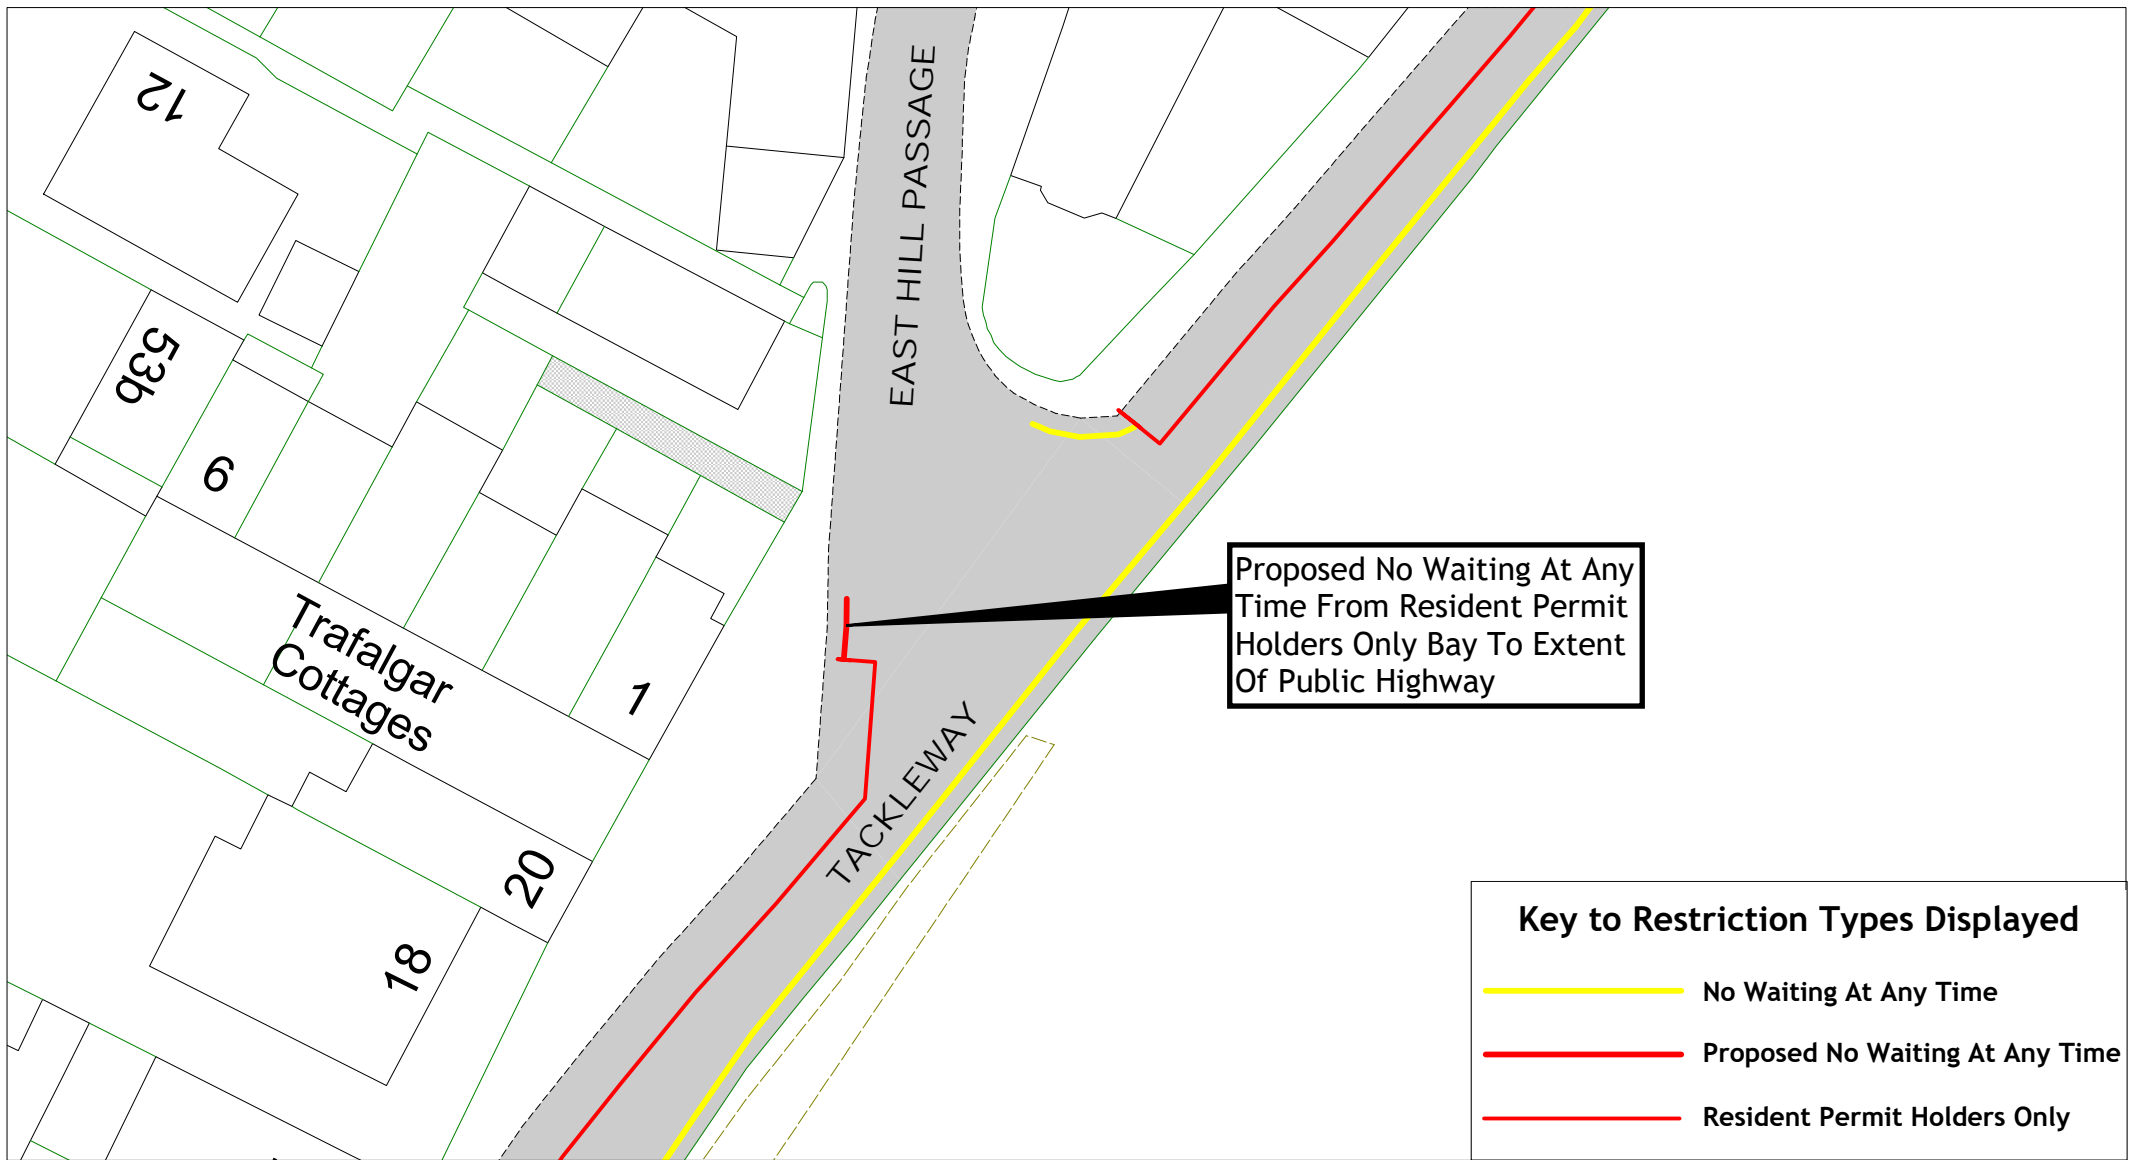 12
EAST HILL PASSAGE
53b
9
Proposed No Waiting At Any
Time From Resident Permit
Holders Only Bay To Extent
Of Public Highway
Trafalgar
Cottages
1
TACKLEWAY
20
18
Key to Restriction Types Displayed
No Waiting At Any Time
Proposed No Waiting At Any Time
Resident Permit Holders Only